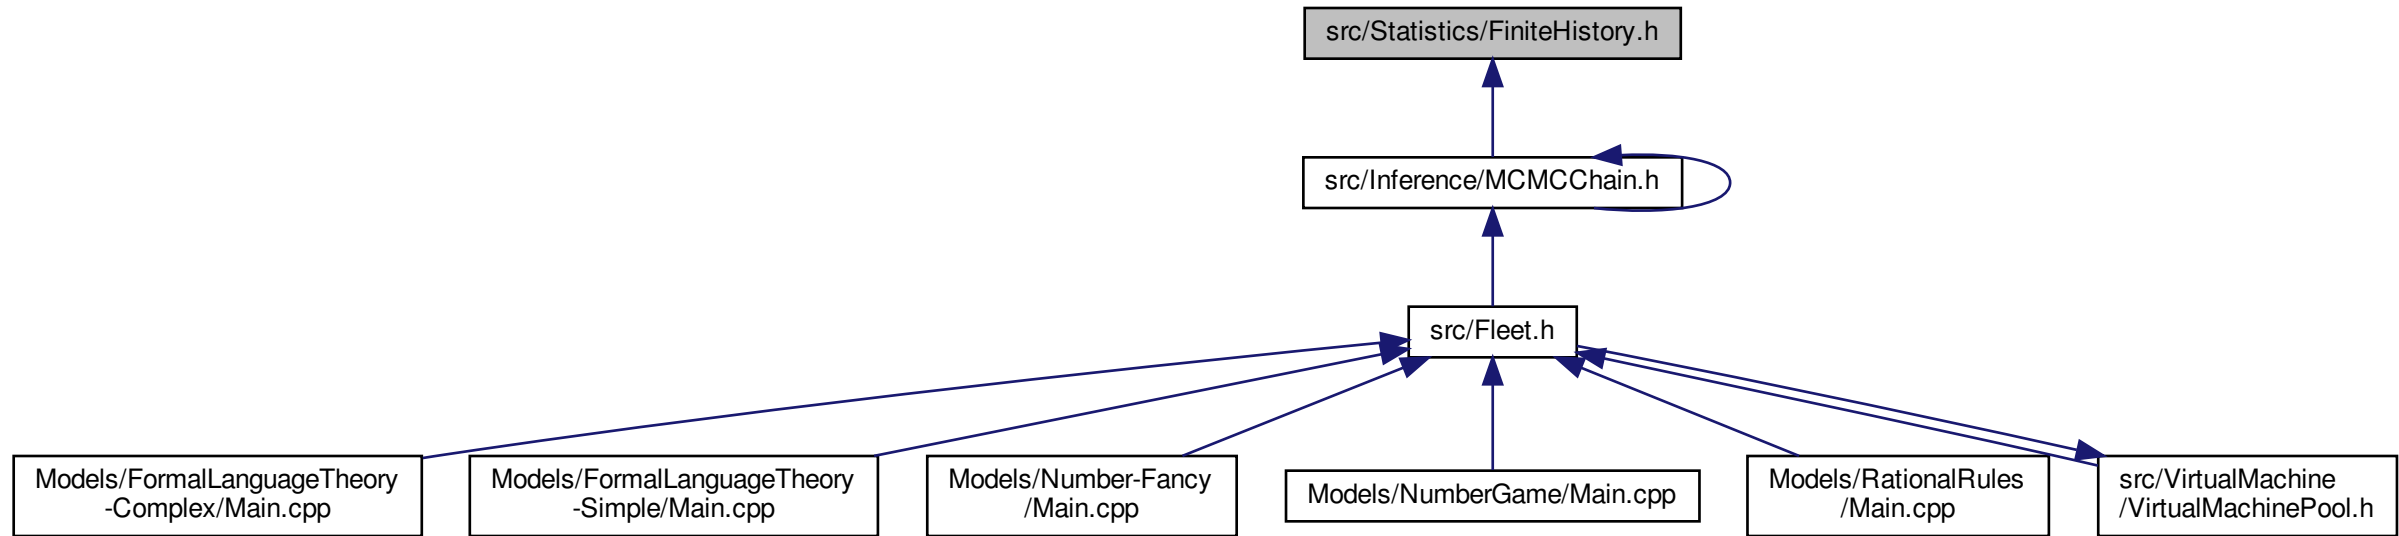 src/Statistics/FiniteHistory.h
src/Inference/MCMCChain.h
src/Fleet.h
Models/FormalLanguageTheory
-Complex/Main.cpp
Models/FormalLanguageTheory
-Simple/Main.cpp
Models/Number-Fancy
/Main.cpp
Models/NumberGame/Main.cpp
Models/RationalRules
/Main.cpp
src/VirtualMachine
/VirtualMachinePool.h